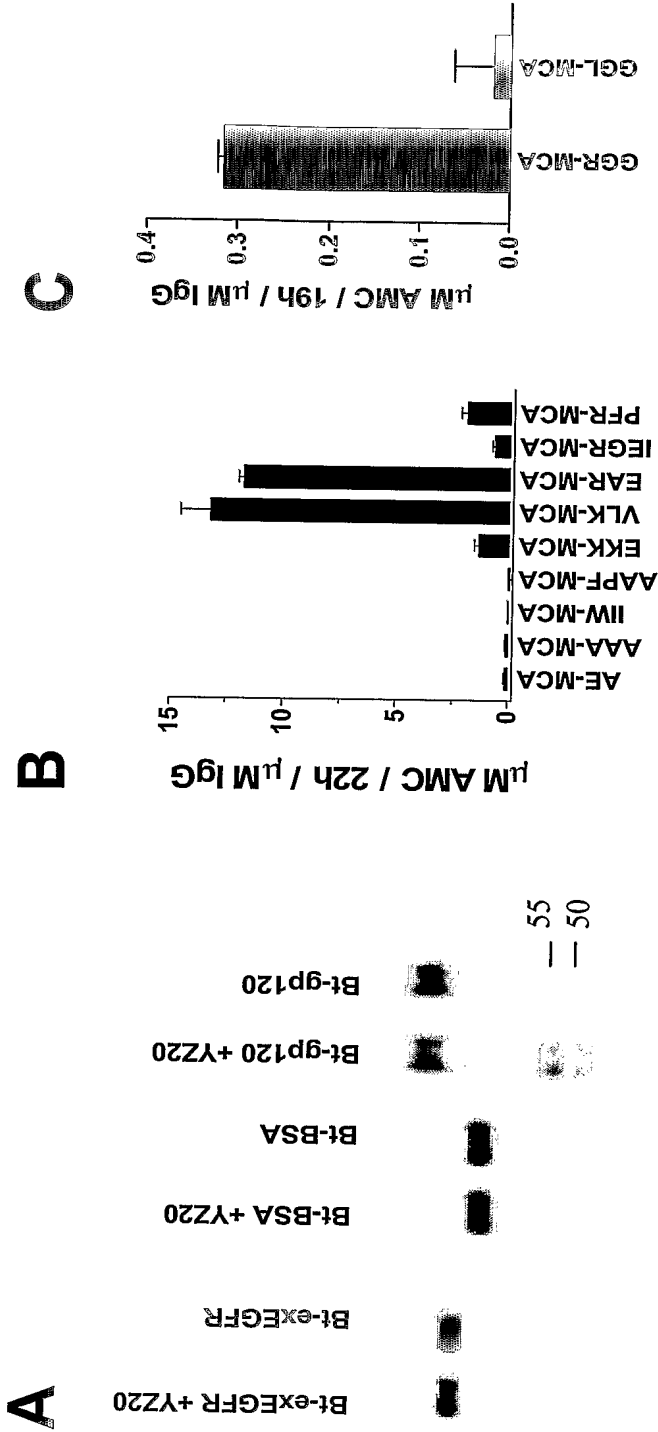 A
Bt-exEGFR +YZ20
Bt-exEGFR
Bt-BSA +YZ20
Bt-BSA
Bt-gp120 +YZ20
Bt-gp120
55
50
B
µM AMC / 22h / µM IgG
15
10
5
0
AE-MCA
AAA-MCA
IIW-MCA
AAPF-MCA
EKK-MCA
VLK-MCA
EAR-MCA
IEGR-MCA
PFR-MCA
C
µM AMC / 19h / µM IgG
0.4
0.3
0.2
0.1
0.0
GGR-MCA
GGL-MCA